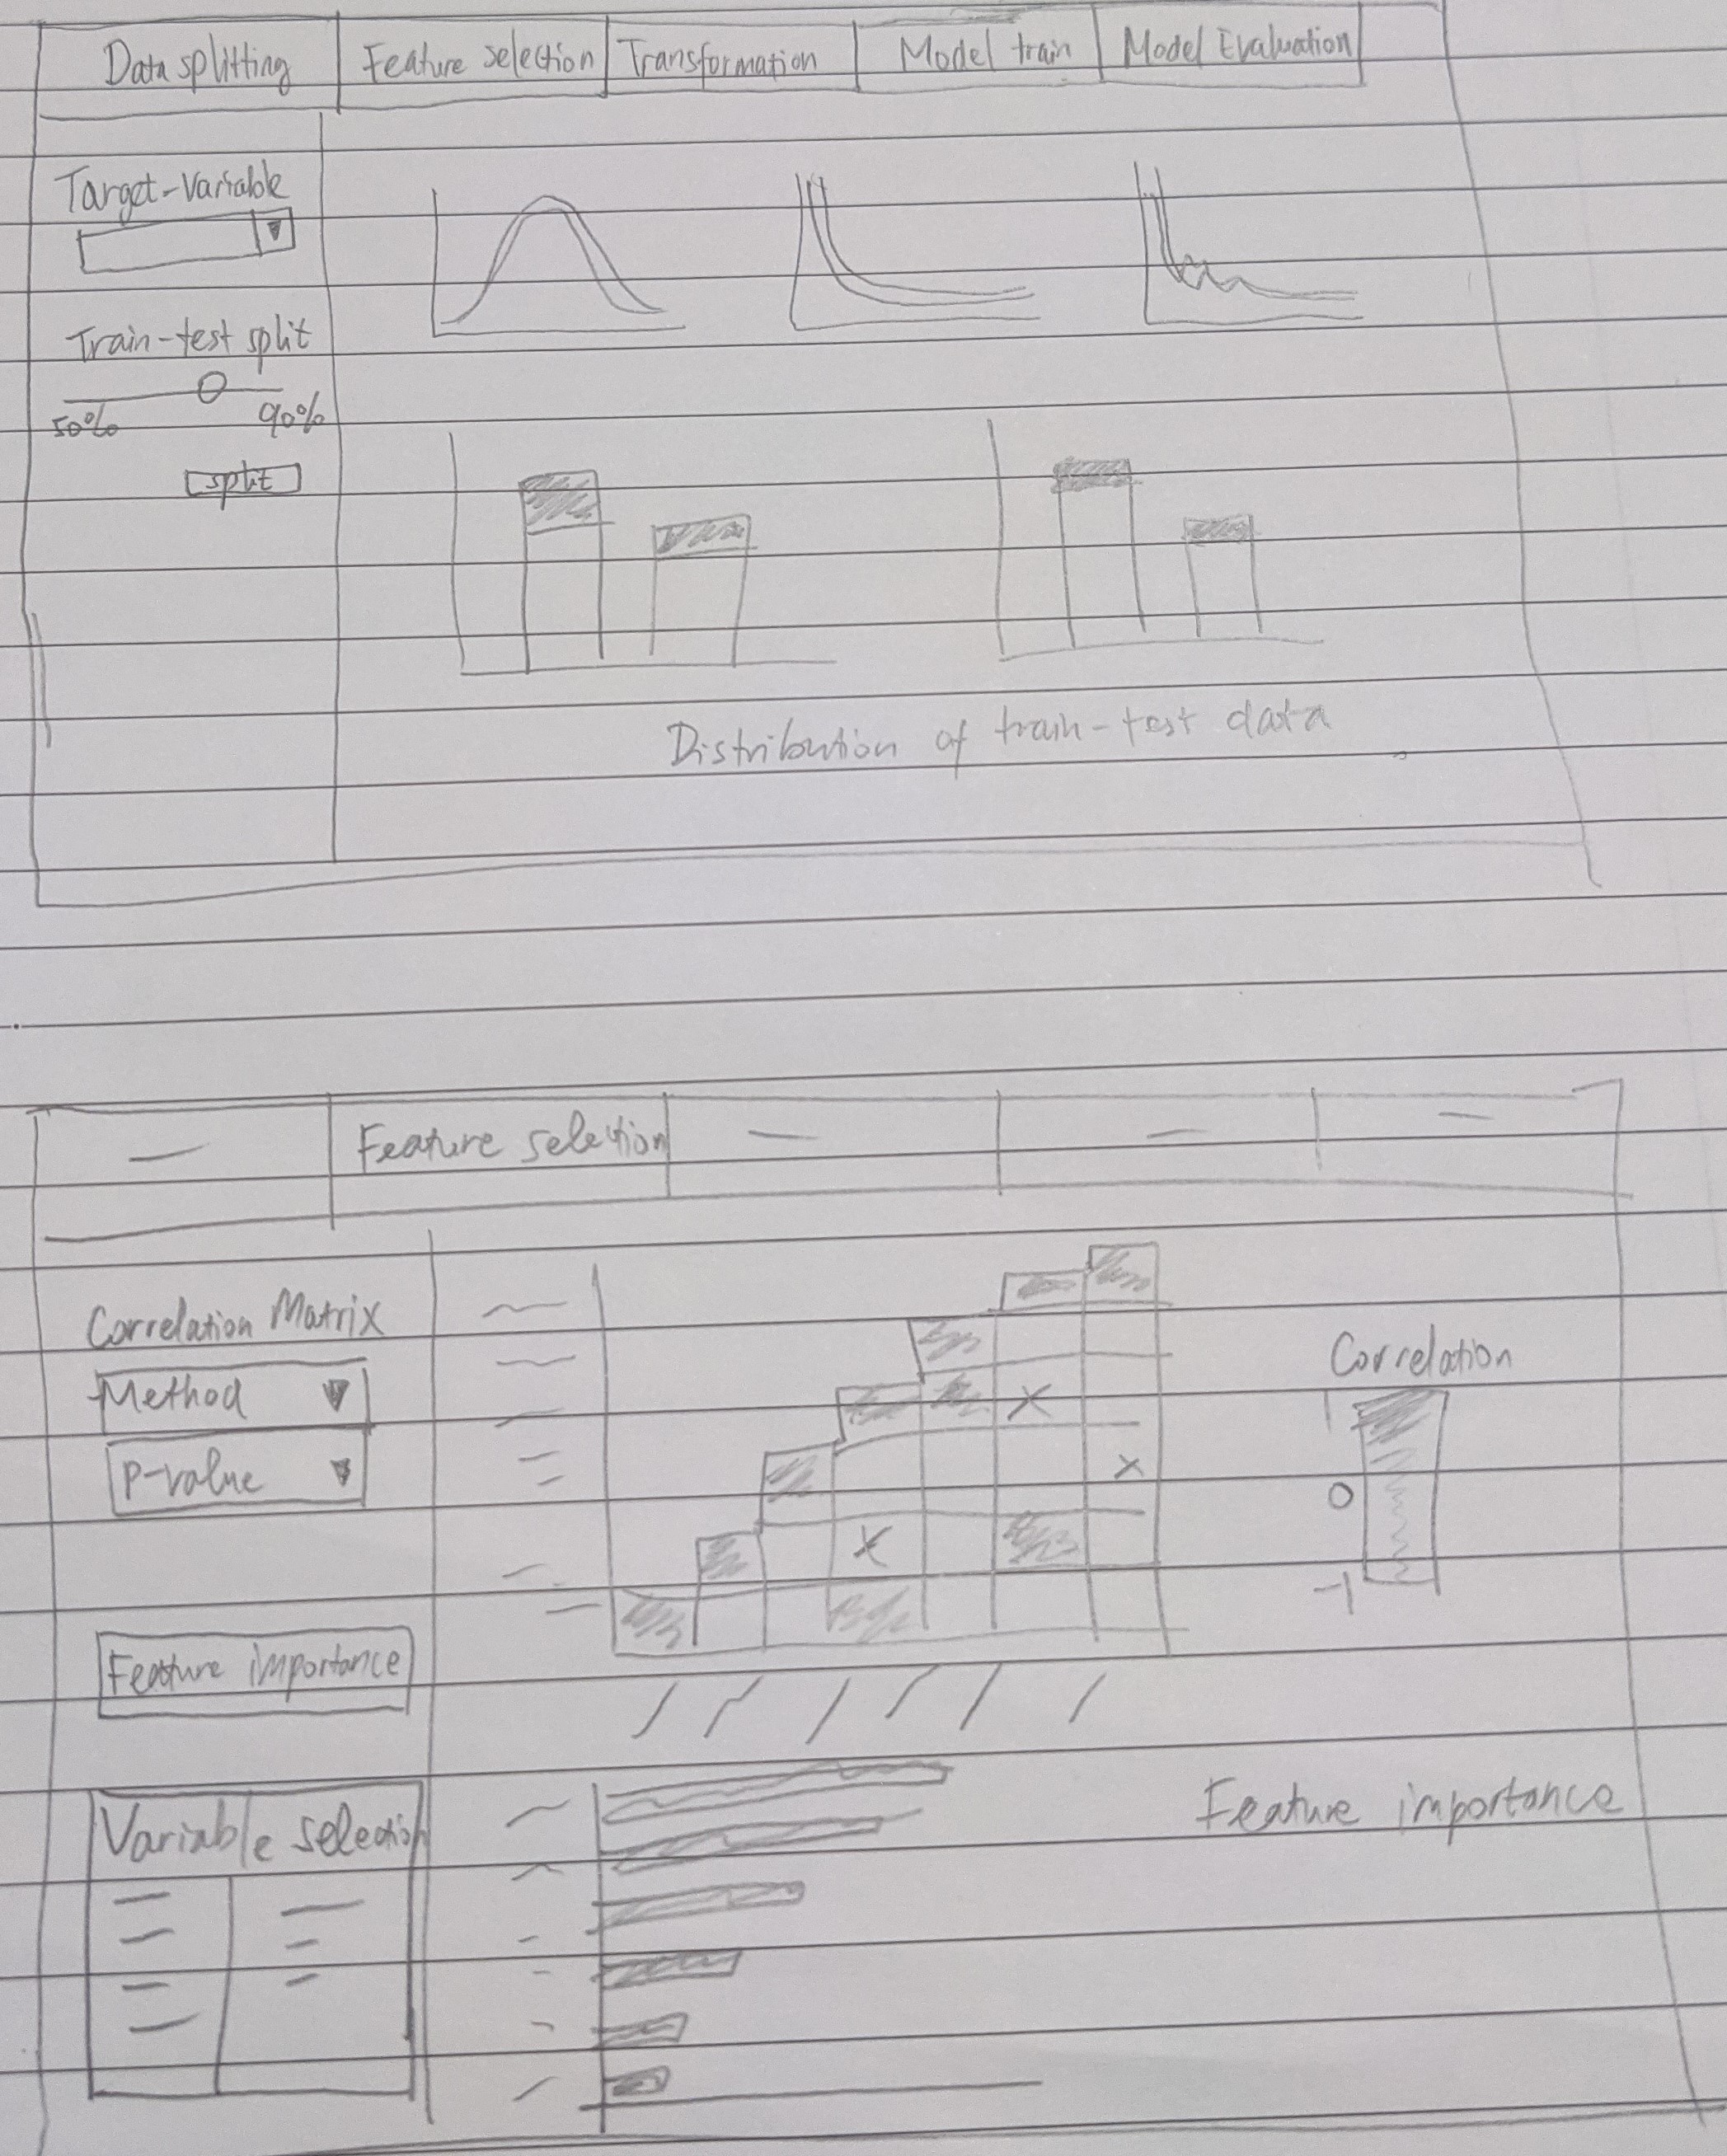 Data splitting
Feature selection
Transformation
Model train
Model Evaluation
Target-Variable
Train-test split
50%
90%
split
Distribution of train-test data
Feature selection
Correlation Matrix
Method
P-value
Correlation
1
0
-1
Feature importance
Variable selection
Feature importance